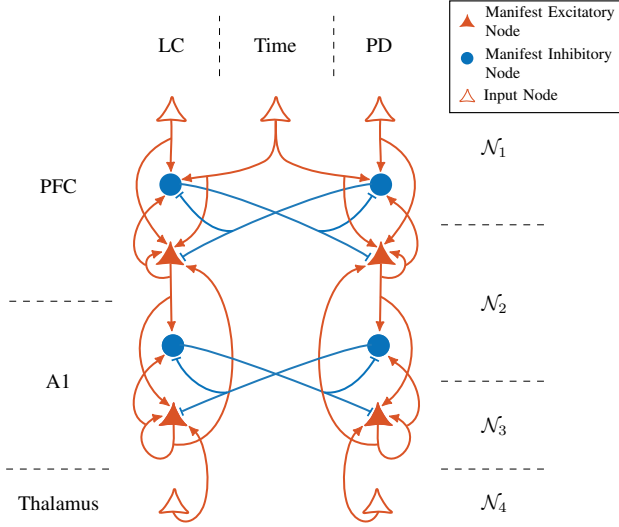 LC
Time
PD
Manifest Excitatory
Node
Manifest Inhibitory
Node
Input Node
PFC
A1
Thalamus
𝒩₁
𝒩₂
𝒩₃
𝒩₄